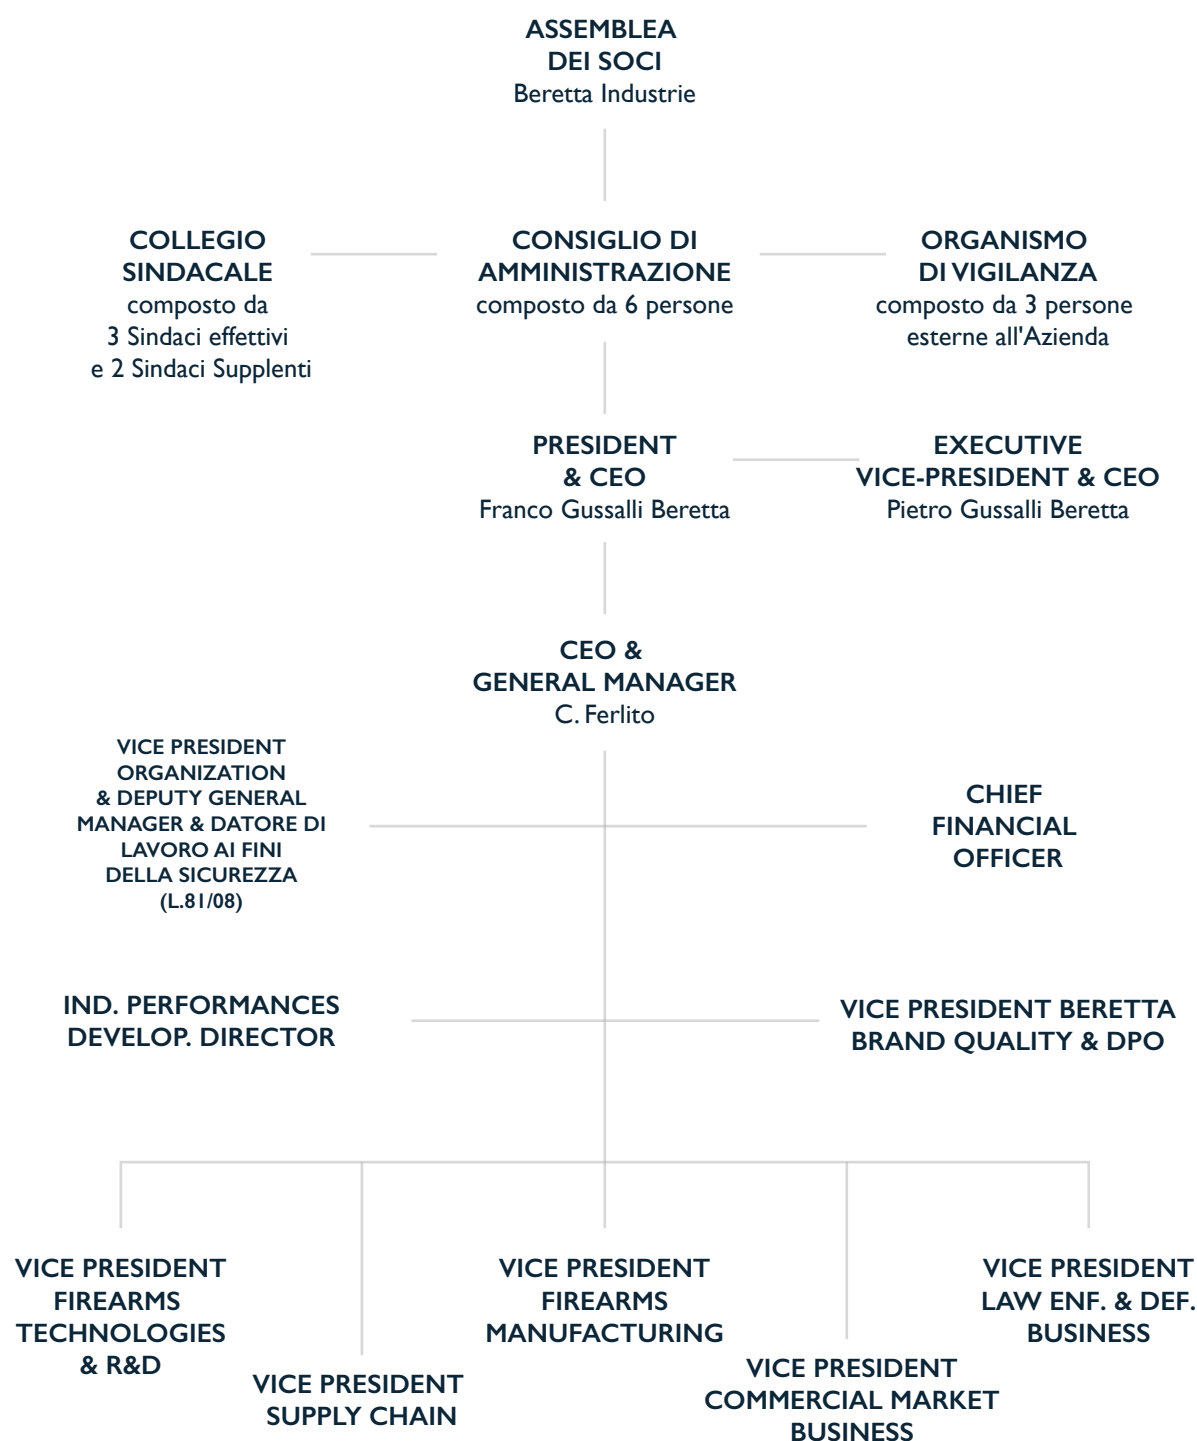 ASSEMBLEA
DEI SOCI
Beretta Industrie
COLLEGIO
SINDACALE
composto da
3 Sindaci effettivi
e 2 Sindaci Supplenti
CONSIGLIO DI
AMMINISTRAZIONE
composto da 6 persone
ORGANISMO
DI VIGILANZA
composto da 3 persone
esterne all'Azienda
PRESIDENT
& CEO
Franco Gussalli Beretta
EXECUTIVE
VICE-PRESIDENT & CEO
Pietro Gussalli Beretta
CEO &
GENERAL MANAGER
C. Ferlito
VICE PRESIDENT
ORGANIZATION
& DEPUTY GENERAL
MANAGER & DATORE DI
LAVORO AI FINI
DELLA SICUREZZA
(L.81/08)
CHIEF
FINANCIAL
OFFICER
IND. PERFORMANCES
DEVELOP. DIRECTOR
VICE PRESIDENT BERETTA
BRAND QUALITY & DPO
VICE PRESIDENT
FIREARMS
TECHNOLOGIES
& R&D
VICE PRESIDENT
SUPPLY CHAIN
VICE PRESIDENT
FIREARMS
MANUFACTURING
VICE PRESIDENT
COMMERCIAL MARKET
BUSINESS
VICE PRESIDENT
LAW ENF. & DEF.
BUSINESS